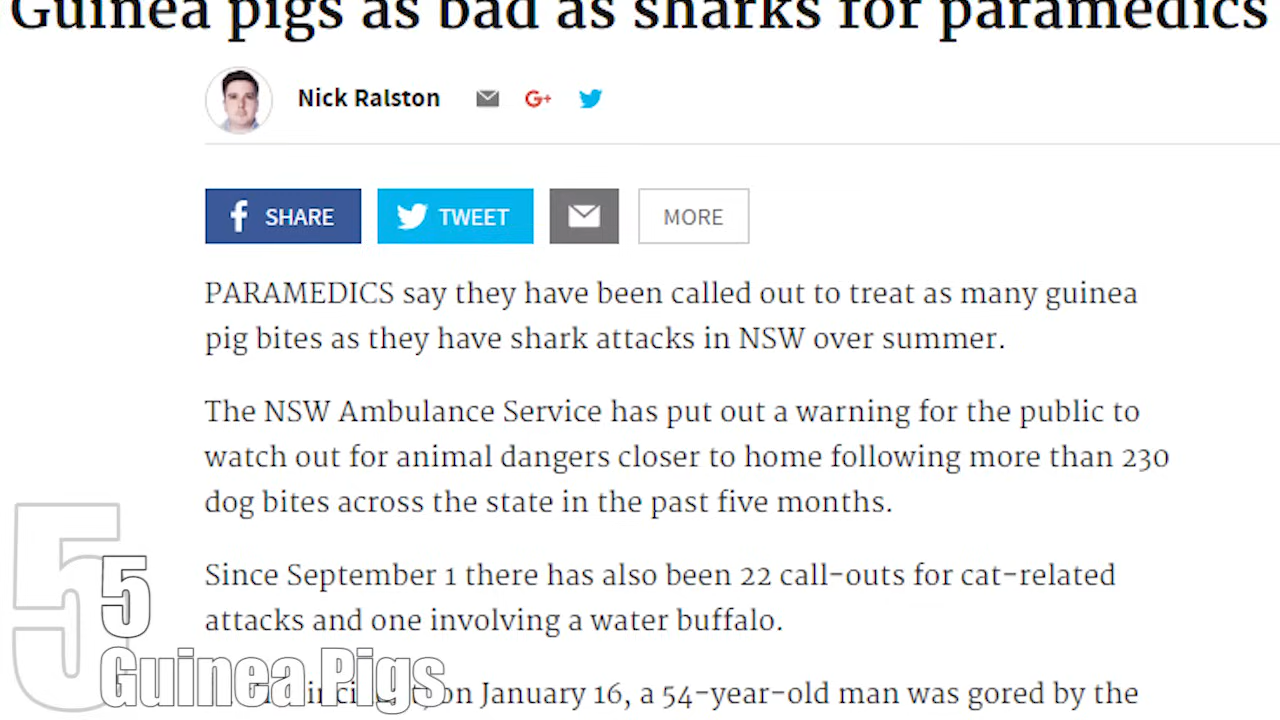 Guinea pigs as bad as sharks for paramedics
Nick Ralston
G+
f SHARE
TWEET
MORE
PARAMEDICS say they have been called out to treat as many guinea
pig bites as they have shark attacks in NSW over summer.
The NSW Ambulance Service has put out a warning for the public to
watch out for animal dangers closer to home following more than 230
dog bites across the state in the past five months.
Since September 1 there has also been 22 call-outs for cat-related
attacks and one involving a water buffalo.
on January 16, a 54-year-old man was gored by the
5
5
Guinea Pigs